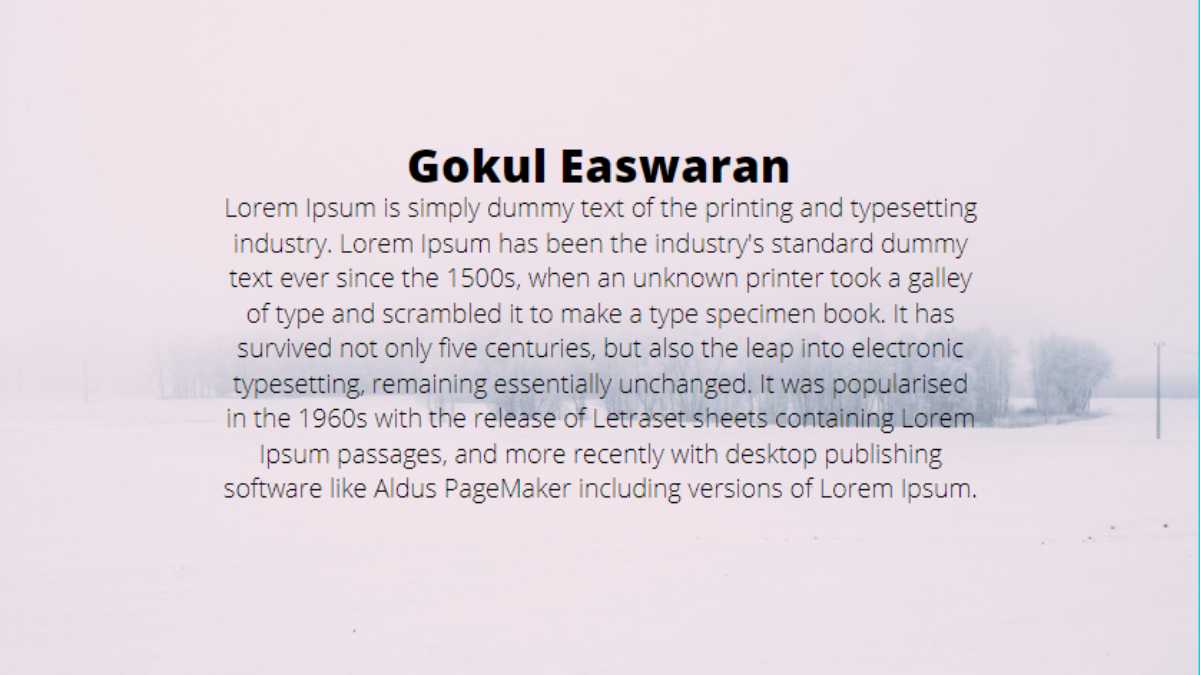 Gokul Easwaran
Lorem Ipsum is simply dummy text of the printing and typesetting
industry. Lorem Ipsum has been the industry's standard dummy
text ever since the 1500s, when an unknown printer took a galley
of type and scrambled it to make a type specimen book. It has
survived not only five centuries, but also the leap into electronic
typesetting, remaining essentially unchanged. It was popularised
in the 1960s with the release of Letraset sheets containing Lorem
Ipsum passages, and more recently with desktop publishing
software like Aldus PageMaker including versions of Lorem Ipsum.